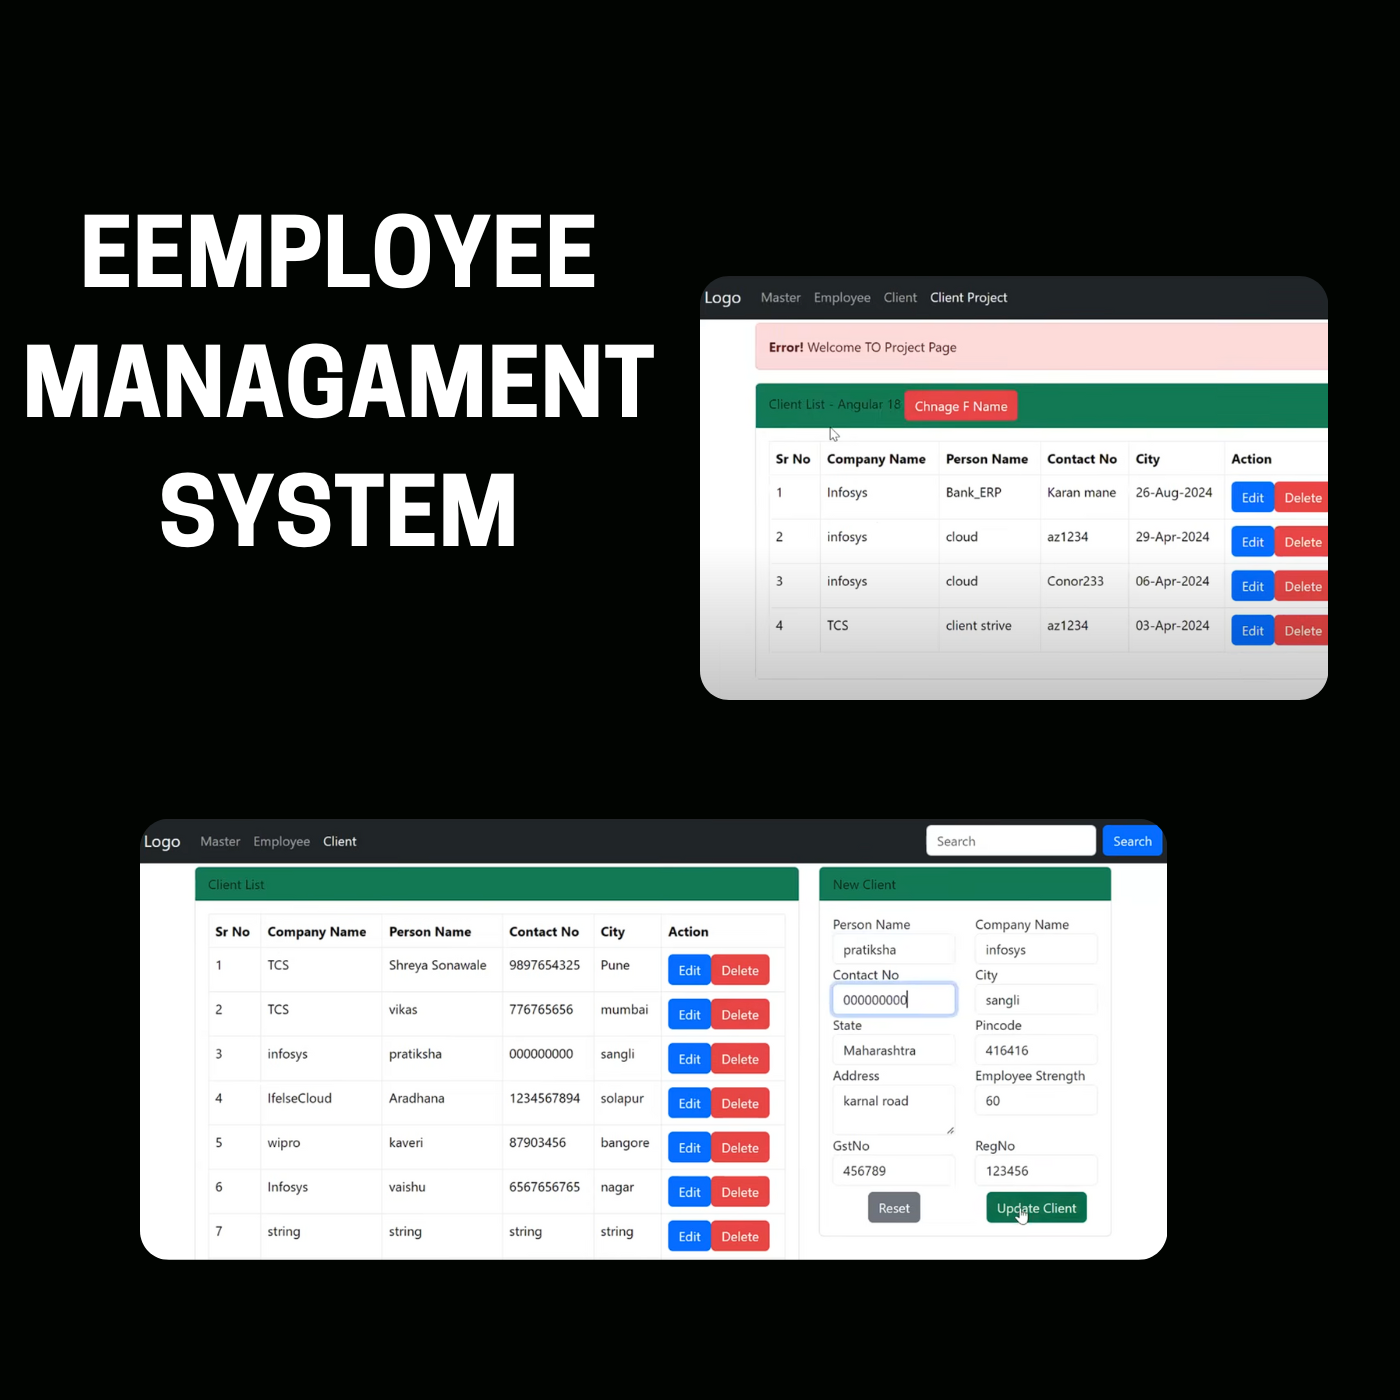 EEMPLOYEE
MANAGAMENT
SYSTEM
Logo Master Employee Client Client Project
Error! Welcome TO Project Page
Client List - Angular 18 Chnage F Name
Sr No Company Name Person Name Contact No City Action
1 Infosys Bank_ERP Karan mane 26-Aug-2024 Edit Delete
2 infosys cloud az1234 29-Apr-2024 Edit Delete
3 infosys cloud Conor233 06-Apr-2024 Edit Delete
4 TCS client strive az1234 03-Apr-2024 Edit Delete
Logo Master Employee Client Search Search
Client List
Sr No Company Name Person Name Contact No City Action
1 TCS Shreya Sonawale 9897654325 Pune Edit Delete
2 TCS vikas 776765656 mumbai Edit Delete
3 infosys pratiksha 000000000 sangli Edit Delete
4 IfelseCloud Aradhana 1234567894 solapur Edit Delete
5 wipro kaveri 87903456 bangore Edit Delete
6 Infosys vaishu 6567656765 nagar Edit Delete
7 string string string string Edit Delete
New Client
Person Name Company Name
pratiksha infosys
Contact No City
000000000 sangli
State Pincode
Maharashtra 416416
Address Employee Strength
karnal road 60
GstNo RegNo
456789 123456
Reset Update Client